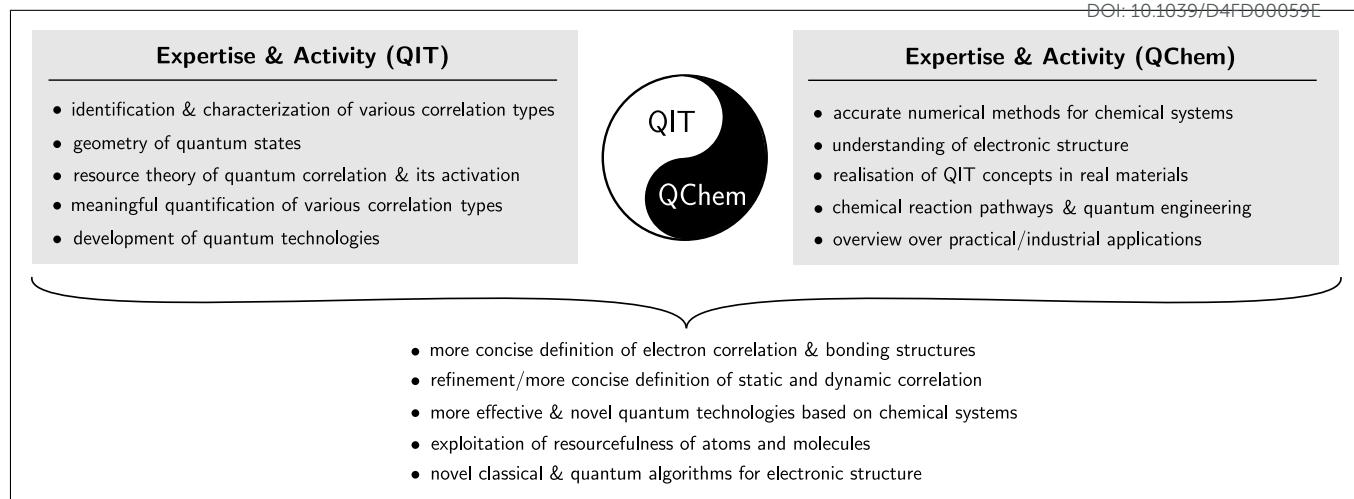 DOI: 10.1039/D4FD00059E
Expertise & Activity (QIT)
• identification & characterization of various correlation types
• geometry of quantum states
• resource theory of quantum correlation & its activation
• meaningful quantification of various correlation types
• development of quantum technologies
QIT
QChem
Expertise & Activity (QChem)
• accurate numerical methods for chemical systems
• understanding of electronic structure
• realisation of QIT concepts in real materials
• chemical reaction pathways & quantum engineering
• overview over practical/industrial applications
• more concise definition of electron correlation & bonding structures
• refinement/more concise definition of static and dynamic correlation
• more effective & novel quantum technologies based on chemical systems
• exploitation of resourcefulness of atoms and molecules
• novel classical & quantum algorithms for electronic structure